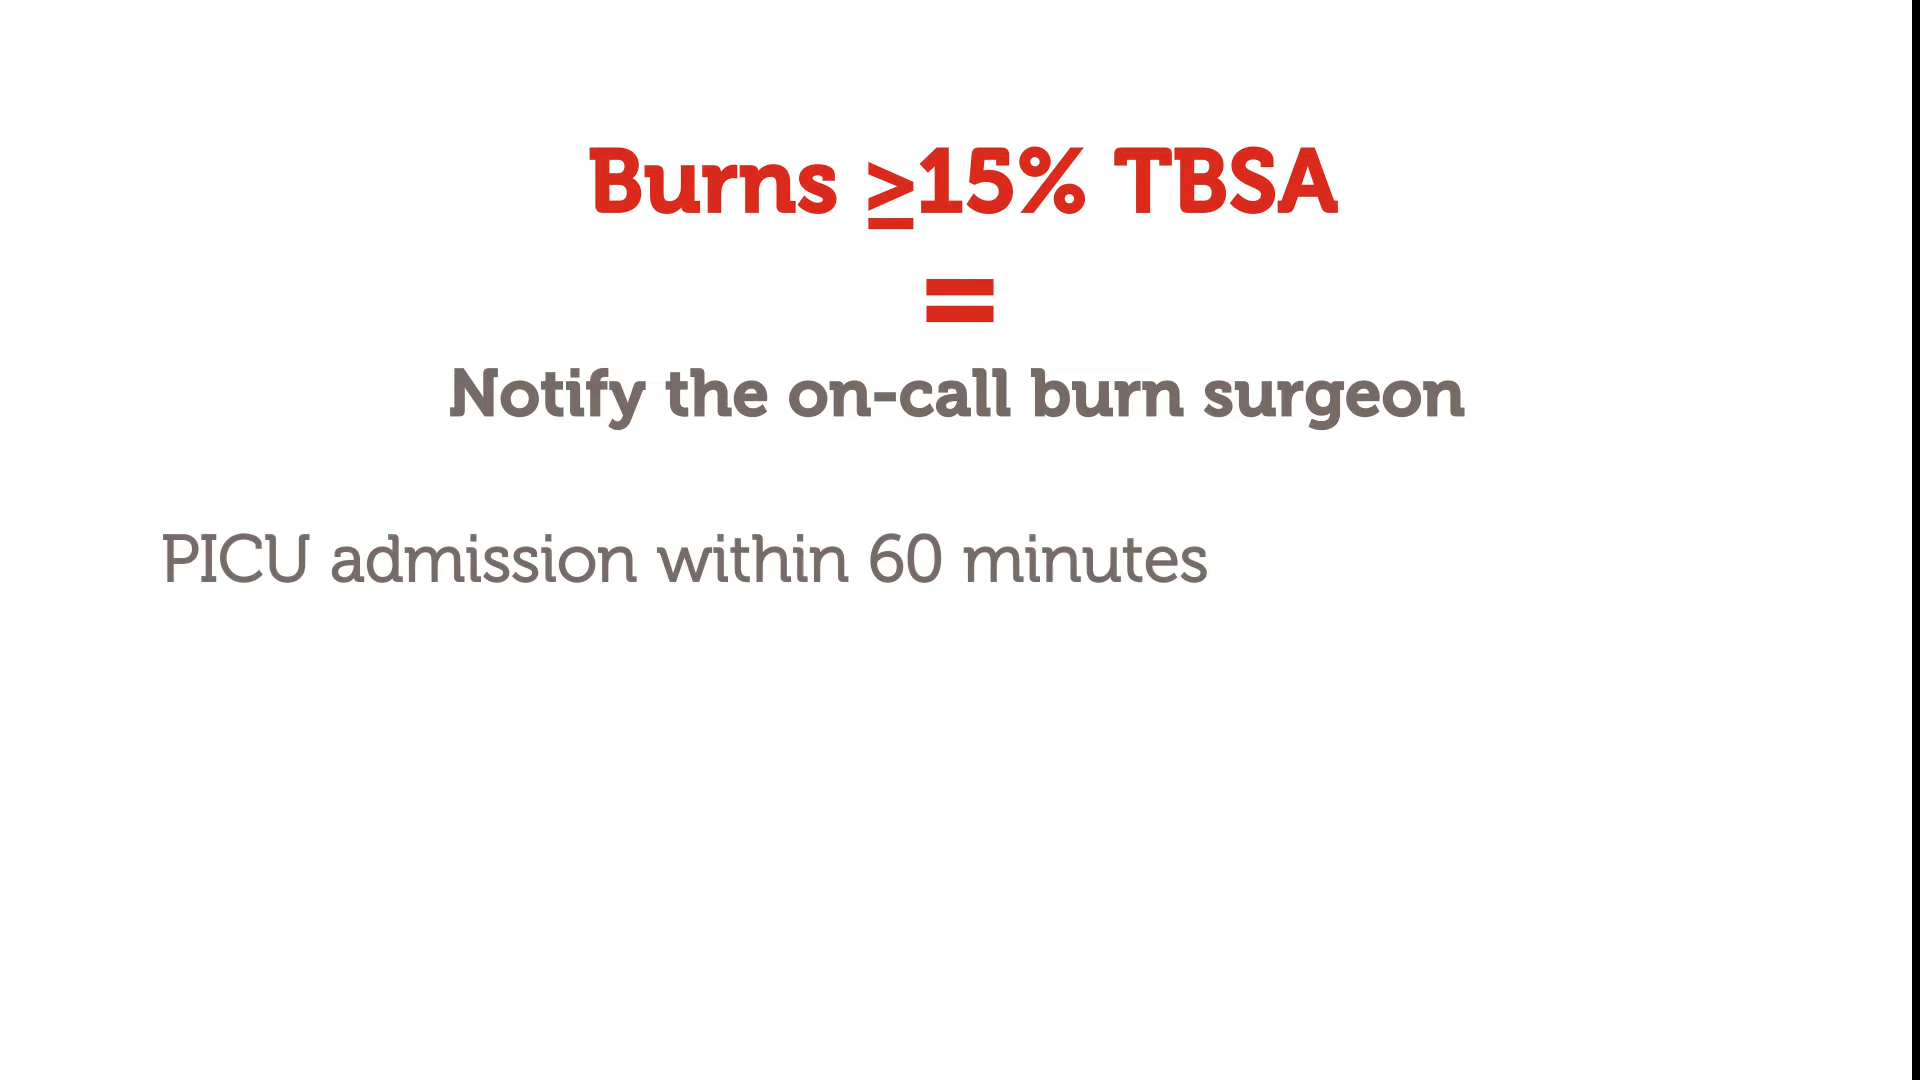 Burns ≥15% TBSA
=
Notify the on-call burn surgeon
PICU admission within 60 minutes